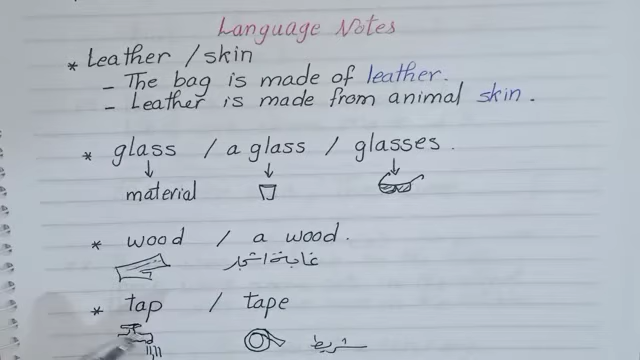 Language Notes
* Leather / skin
- The bag is made of leather.
- Leather is made from animal skin.
* glass / a glass / glasses.
material
* wood / a wood.
غابة اشجار
* tap / tape
شريط